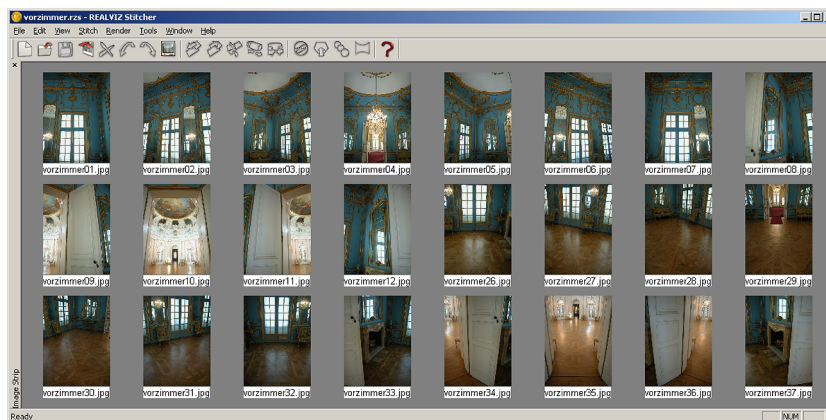 vorzimmer.rzs - REALVIZ Stitcher
File Edit View Stitch Render Tools Window Help
vorzimmer01.jpg vorzimmer02.jpg vorzimmer03.jpg vorzimmer04.jpg vorzimmer05.jpg vorzimmer06.jpg vorzimmer07.jpg vorzimmer08.jpg
vorzimmer09.jpg vorzimmer10.jpg vorzimmer11.jpg vorzimmer12.jpg vorzimmer26.jpg vorzimmer27.jpg vorzimmer28.jpg vorzimmer29.jpg
vorzimmer30.jpg vorzimmer31.jpg vorzimmer32.jpg vorzimmer33.jpg vorzimmer34.jpg vorzimmer35.jpg vorzimmer36.jpg vorzimmer37.jpg
Image Strip
Ready NUM